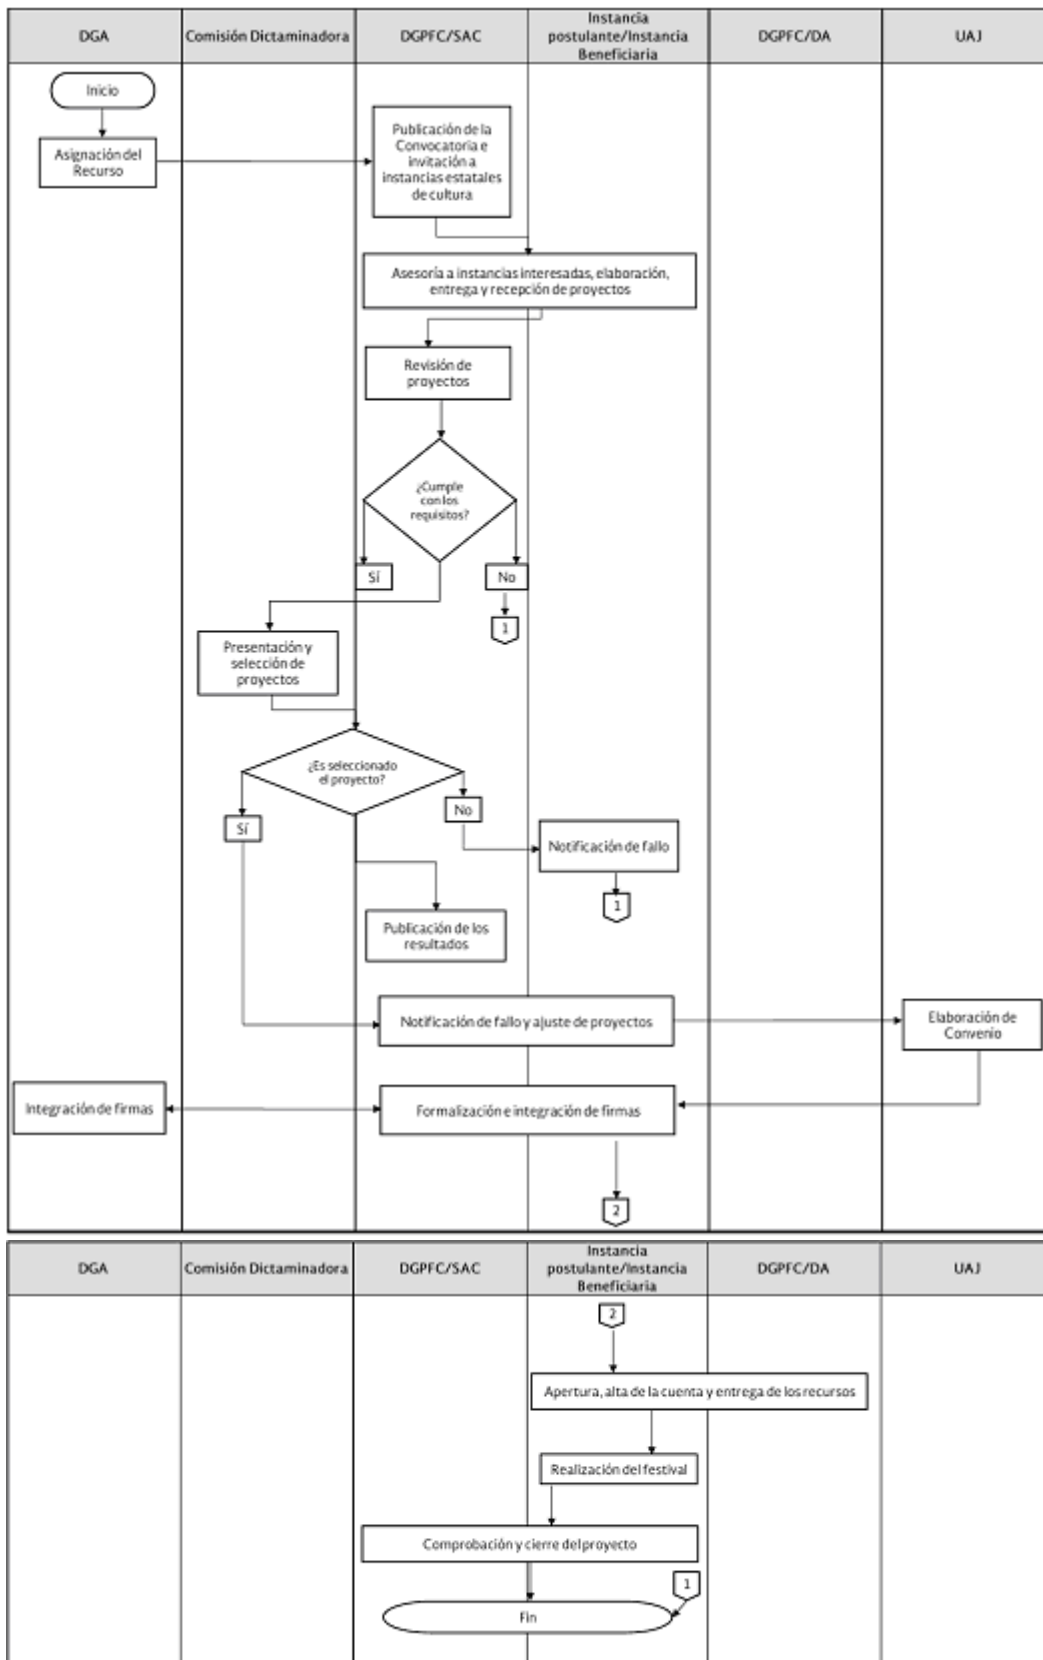 DGA
Comisión Dictaminadora
DGPFC/SAC
Instancia
postulante/Instancia
Beneficiaria
DGPFC/DA
UAJ
Inicio
Asignación del
Recurso
Publicación de la
Convocatoria e
invitación a
instancias estatales
de cultura
Asesoría a instancias interesadas, elaboración,
entrega y recepción de proyectos
Revisión de
proyectos
¿Cumple
con los
requisitos?
Sí
No
1
Presentación y
selección de
proyectos
¿Es seleccionado
el proyecto?
No
Sí
Notificación de fallo
1
Publicación de los
resultados
Notificación de fallo y ajuste de proyectos
Elaboración de
Convenio
Integración de firmas
Formalización e integración de firmas
2
DGA
Comisión Dictaminadora
DGPFC/SAC
Instancia
postulante/Instancia
Beneficiaria
DGPFC/DA
UAJ
2
Apertura, alta de la cuenta y entrega de los recursos
Realización del festival
Comprobación y cierre del proyecto
1
Fin